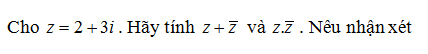 Cho z = 2 + 3i . Hãy tính z + z̅ và z.z̅ . Nêu nhận xét